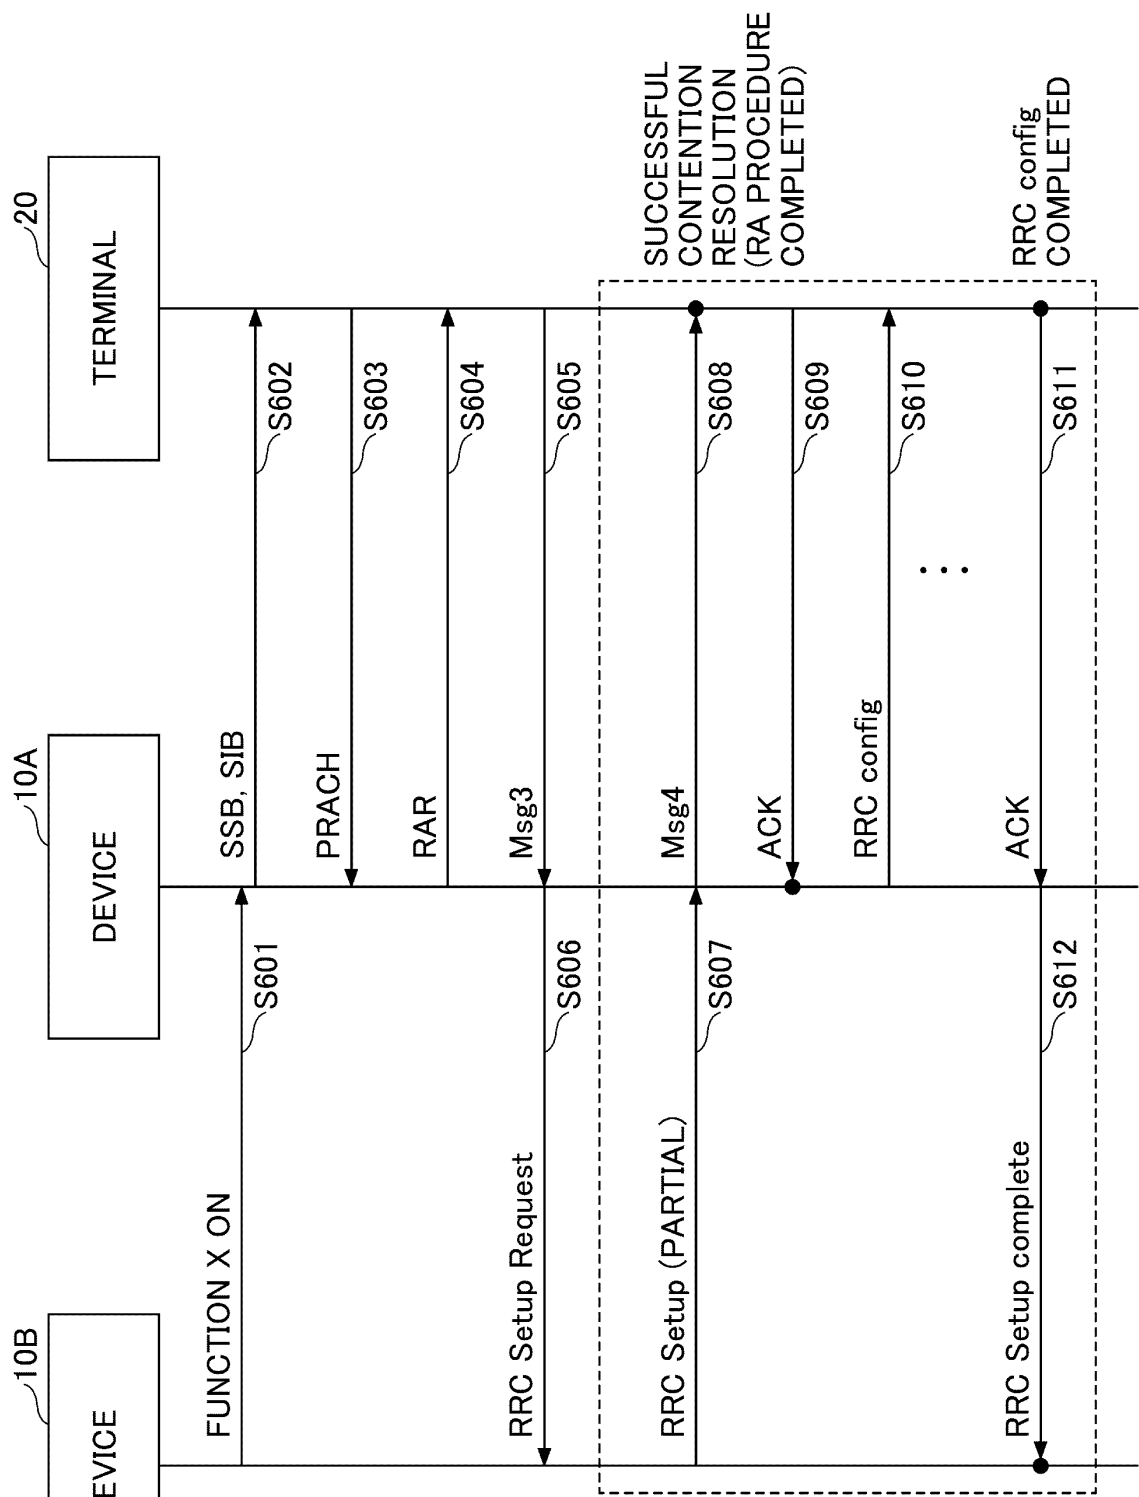 10B
EVICE
10A
DEVICE
20
TERMINAL
FUNCTION X ON
S601
SSB, SIB
S602
PRACH
S603
RAR
S604
Msg3
S605
RRC Setup Request
S606
RRC Setup (PARTIAL)
S607
Msg4
S608
SUCCESSFUL
CONTENTION
RESOLUTION
(RA PROCEDURE
COMPLETED)
ACK
S609
RRC config
S610
ACK
S611
RRC config
COMPLETED
RRC Setup complete
S612